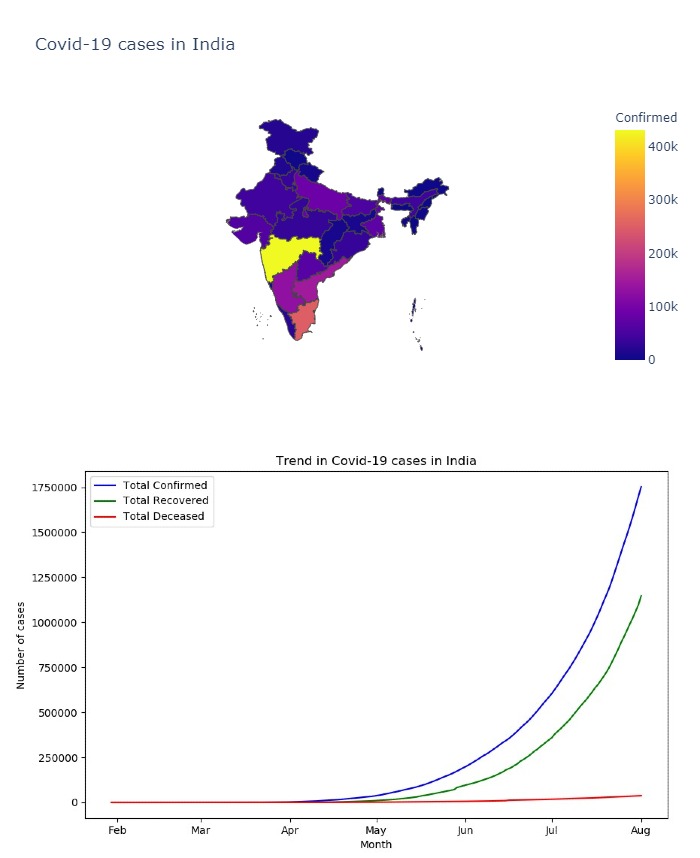 Covid-19 cases in India
Confirmed
400k
300k
200k
100k
0
Trend in Covid-19 cases in India
Total Confirmed
Total Recovered
Total Deceased
1750000
1500000
1250000
1000000
750000
500000
250000
0
Number of cases
Feb Mar Apr May Jun Jul Aug
Month